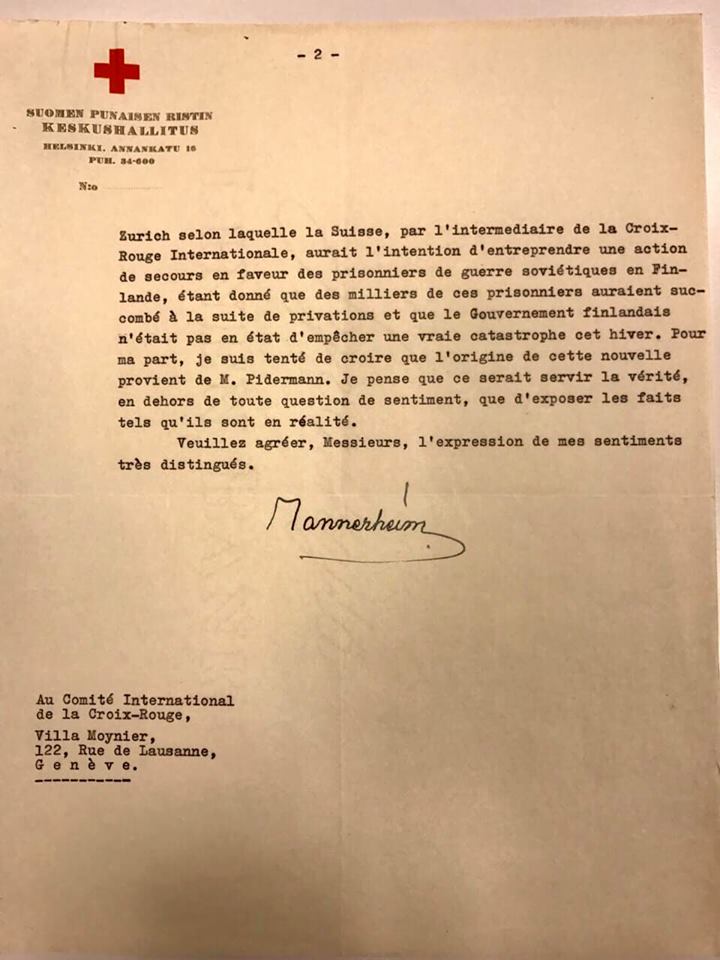 - 2 -
SUOMEN PUNAISEN RISTIN
KESKUSHALLITUS
HELSINKI. ANNANKATU 16
PUH. 34-600
N:o
Zurich selon laquelle la Suisse, par l'intermediaire de la Croix-
Rouge Internationale, aurait l'intention d'entreprendre une action
de secours en faveur des prisonniers de guerre soviétiques en Fin-
lande, étant donné que des milliers de ces prisonniers auraient suc-
combé à la suite de privations et que le Gouvernement finlandais
n'était pas en état d'empêcher une vraie catastrophe cet hiver. Pour
ma part, je suis tenté de croire que l'origine de cette nouvelle
provient de M. Pidermann. Je pense que ce serait servir la vérité,
en dehors de toute question de sentiment, que d'exposer les faits
tels qu'ils sont en réalité.
Veuillez agréer, Messieurs, l'expression de mes sentiments
très distingués.
Mannerheim
Au Comité International
de la Croix-Rouge,
Villa Moynier,
122, Rue de Lausanne,
G e n è v e.